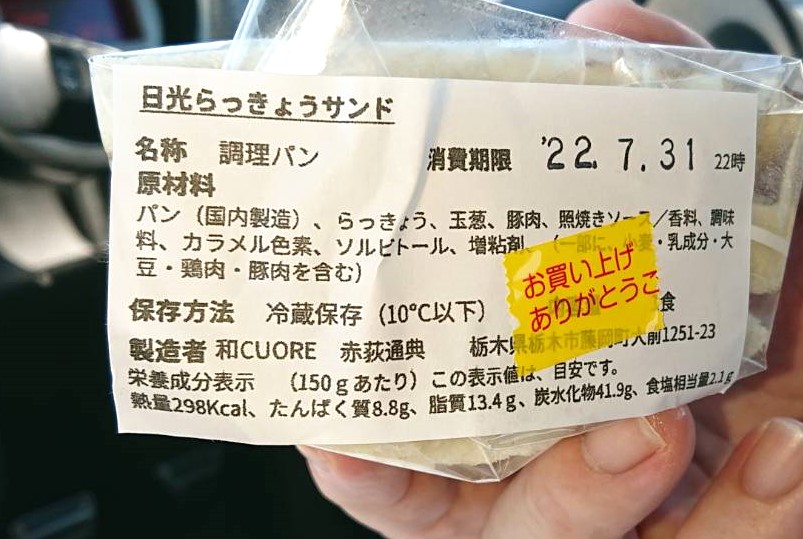 日光らっきょうサンド
名称 調理パン 消費期限 '22. 7. 31 22時
原材料
パン（国内製造）、らっきょう、玉葱、豚肉、照焼きソース／香料、調味
料、カラメル色素、ソルビトール、増粘剤、（一部に、小麦・乳成分・大
豆・鶏肉・豚肉を含む）
お買い上げ
ありがとうご
保存方法 冷蔵保存（10℃以下） 食
製造者 和CUORE 赤荻通典 栃木県栃木市藤岡町大前1251-23
栄養成分表示 （150ｇあたり）この表示値は、目安です。
熱量298Kcal、たんぱく質8.8g、脂質13.4ｇ、炭水化物41.9g、食塩相当量2.1g